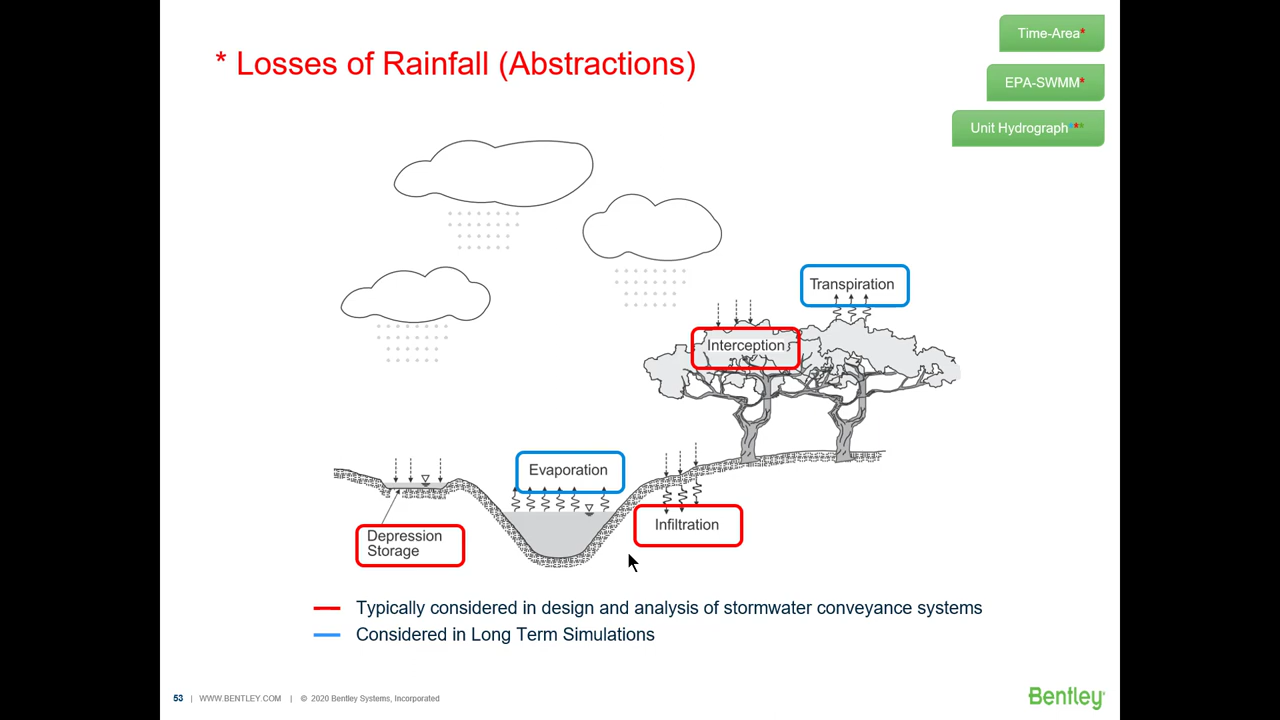 * Losses of Rainfall (Abstractions)
Time-Area*
EPA-SWMM*
Unit Hydrograph***
Transpiration
Interception
Evaporation
Infiltration
Depression
Storage
Typically considered in design and analysis of stormwater conveyance systems
Considered in Long Term Simulations
53 | WWW.BENTLEY.COM | © 2020 Bentley Systems, Incorporated
Bentley